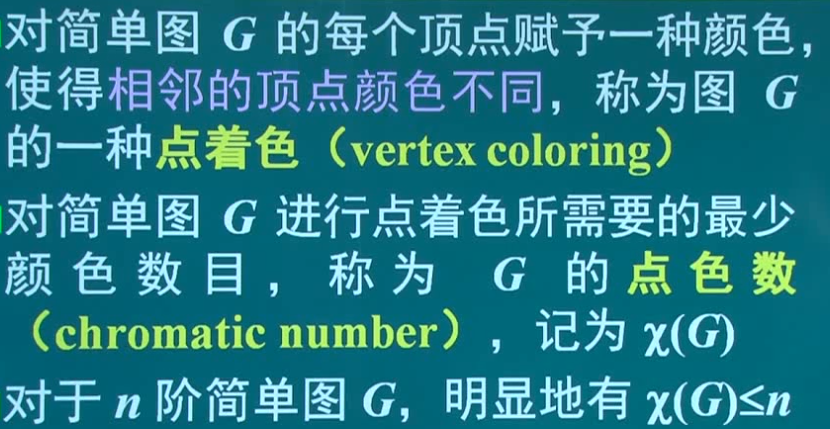 对简单图 G 的每个顶点赋予一种颜色，
使得相邻的顶点颜色不同，称为图 G
的一种点着色（vertex coloring）
对简单图 G 进行点着色所需要的最少
颜色数目，称为 G 的点色数
（chromatic number），记为 χ(G)
对于 n 阶简单图 G，明显地有 χ(G)≤n